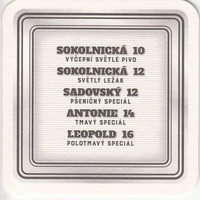 SOKOLNICKÁ 10
VÝČEPNÍ SVĚTLÉ PIVO
SOKOLNICKÁ 12
SVĚTLÝ LEŽÁK
SADOVSKÝ 12
PŠENIČNÝ SPECIÁL
ANTONIE 14
TMAVÝ SPECIÁL
LEOPOLD 16
POLOTMAVÝ SPECIÁL